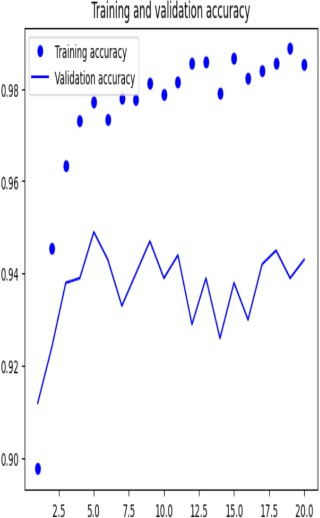 Training and validation accuracy
Training accuracy
Validation accuracy
0.98
0.96
0.94
0.92
0.90
2.5 5.0 7.5 10.0 12.5 15.0 17.5 20.0